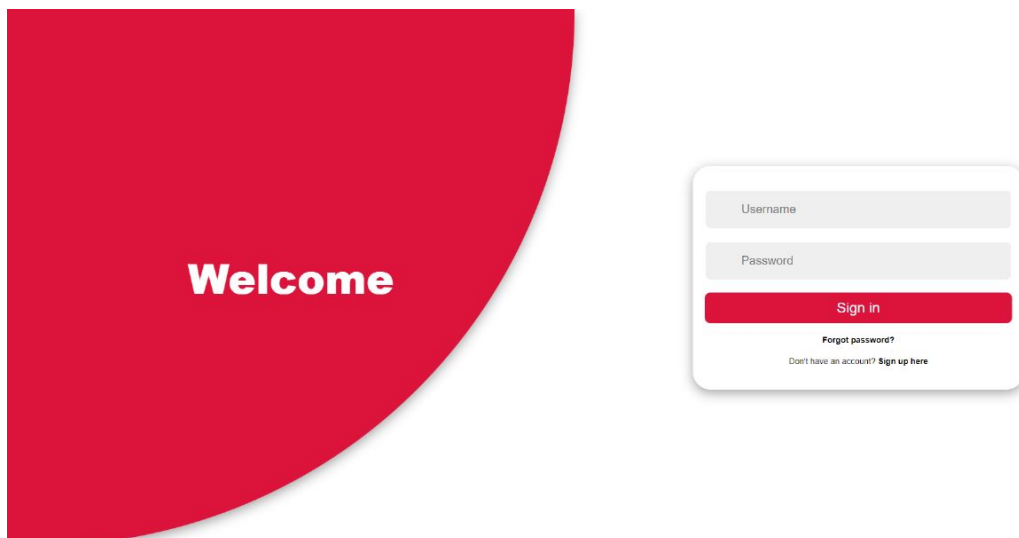 Welcome
Username
Password
Sign in
Forgot password?
Don't have an account? Sign up here